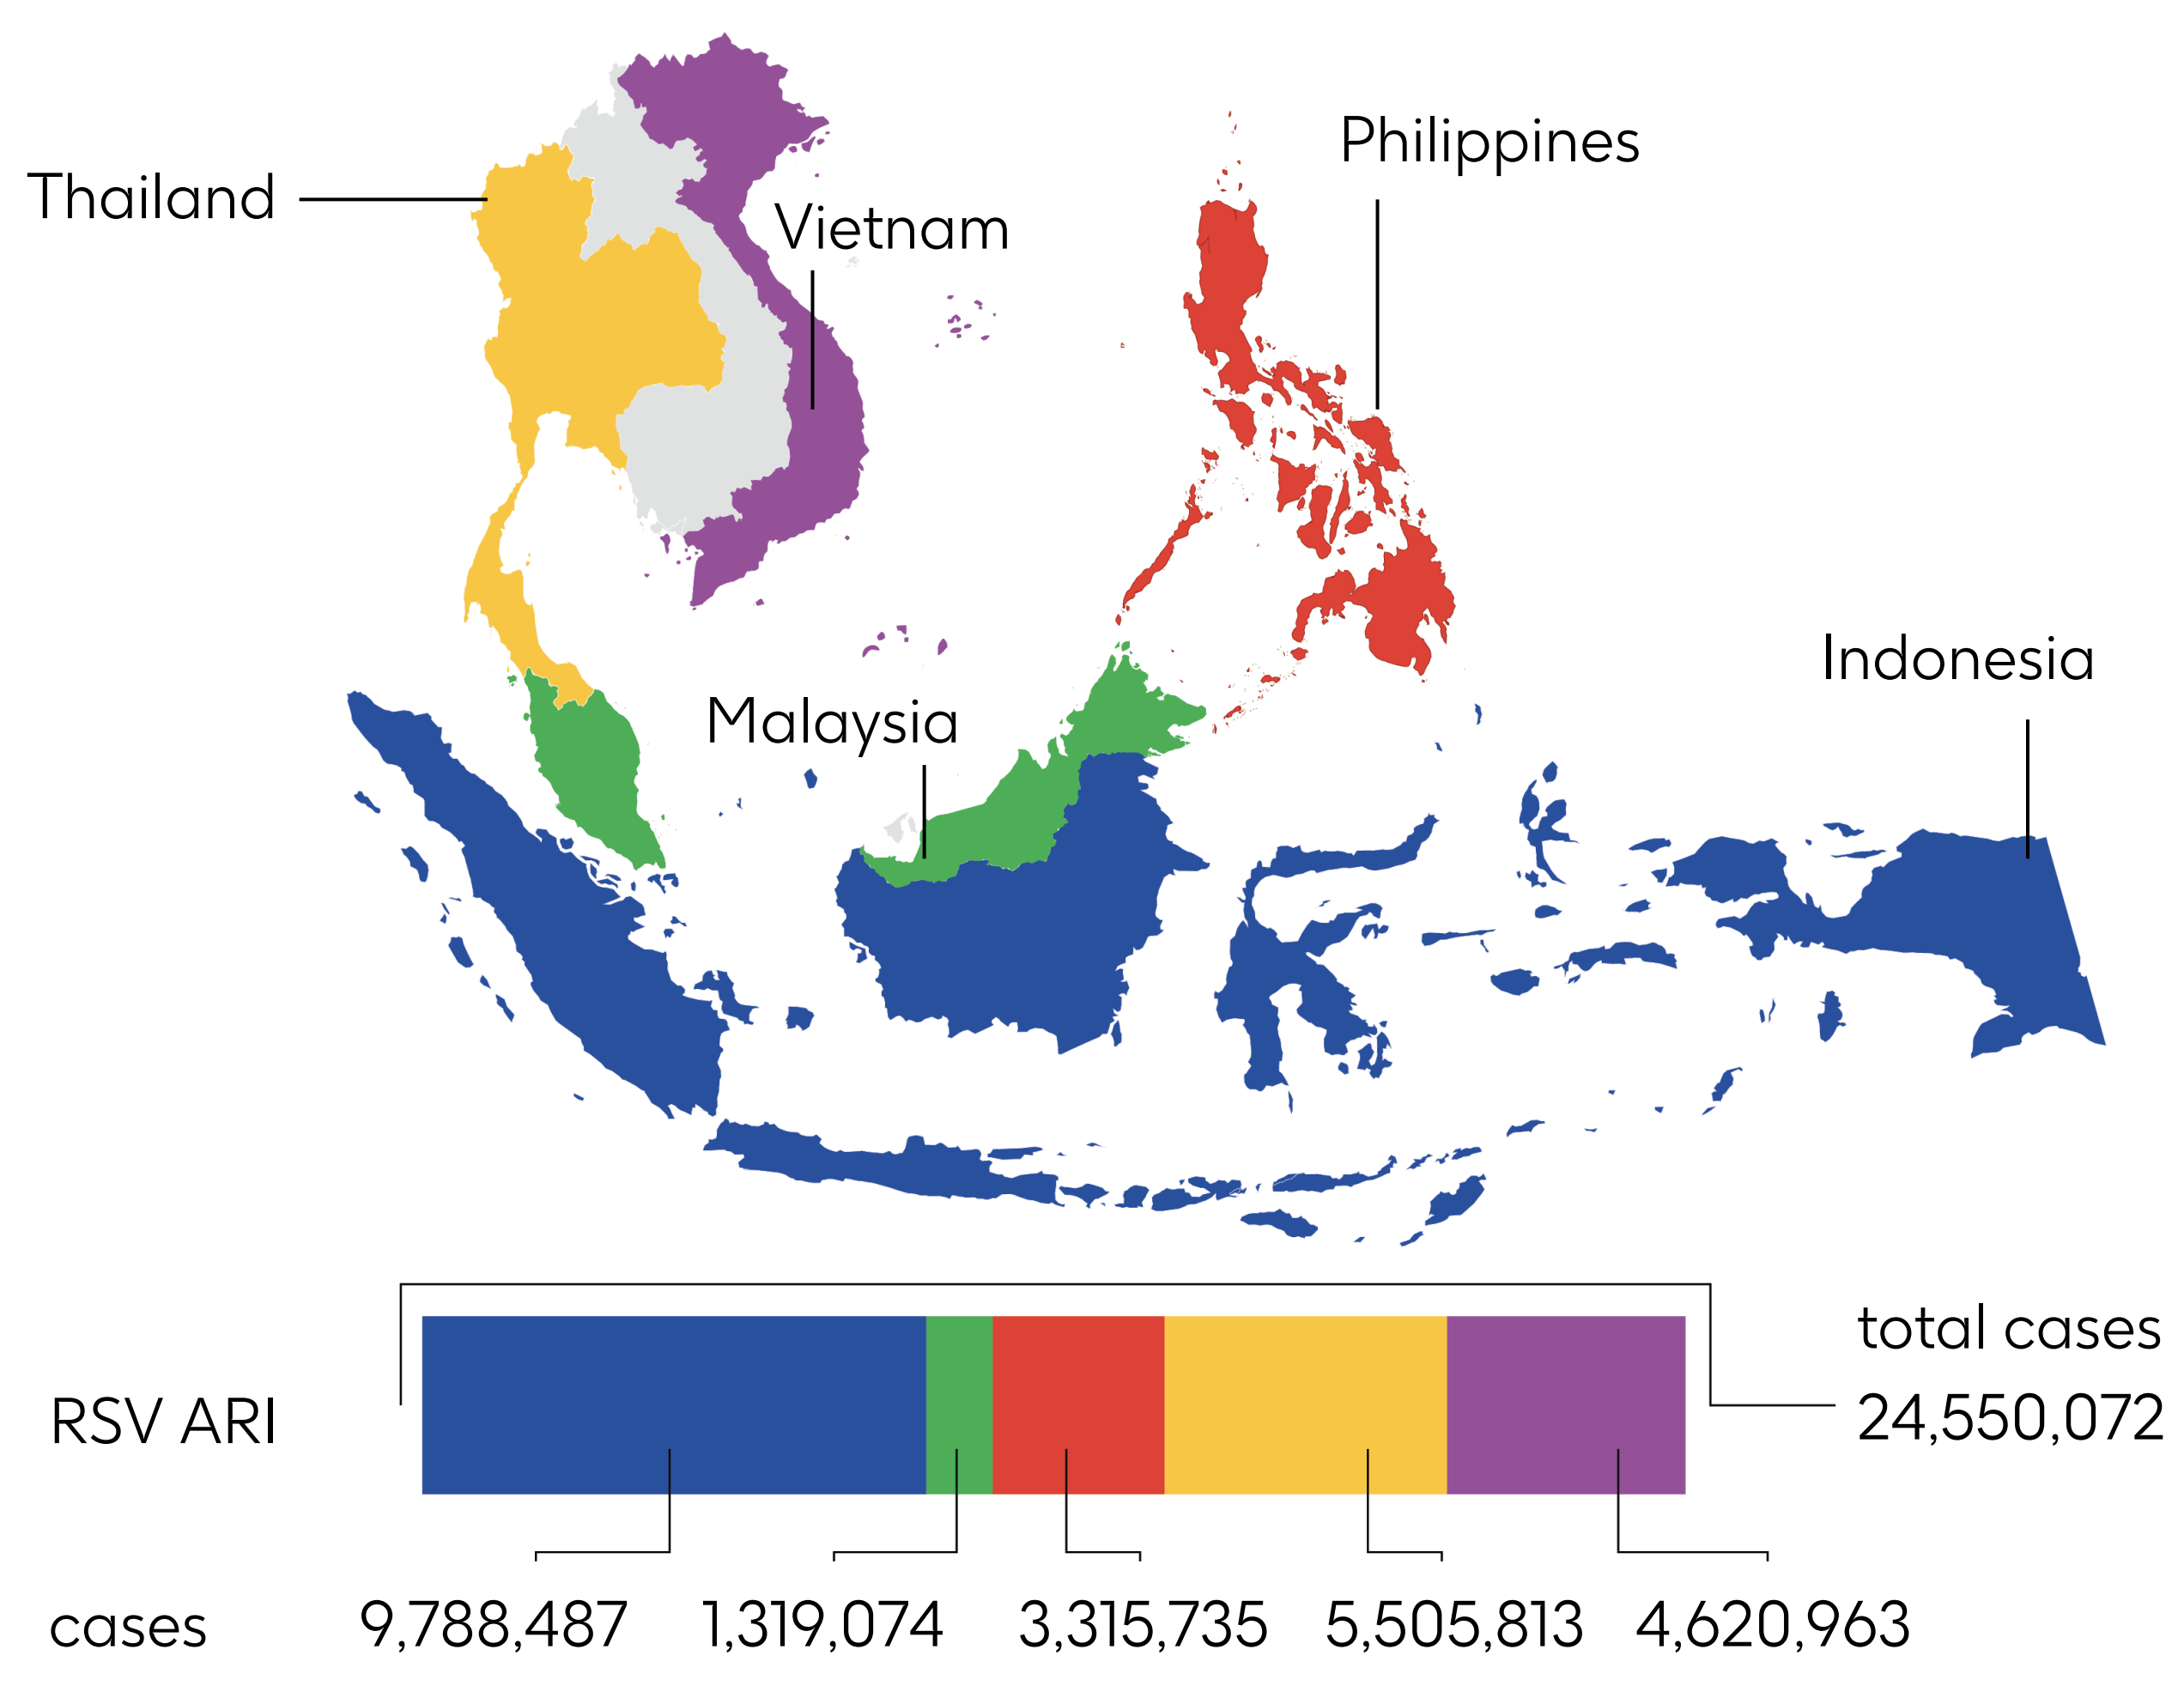 Philippines
Thailand
Vietnam
Indonesia
Malaysia
total cases
24,550,072
RSV ARI
cases 9,788,487 1,319,074 3,315,735 5,505,813 4,620,963